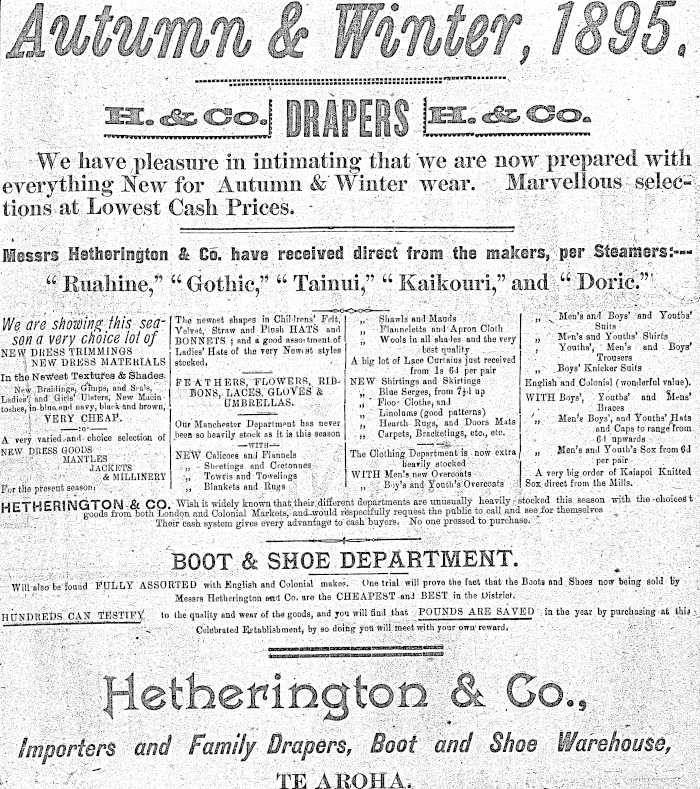 Autumn & Winter, 1895.
H. & Co. DRAPERS H. & Co.
We have pleasure in intimating that we are now prepared with
everything New for Autumn & Winter wear. Marvellous selec-
tions at Lowest Cash Prices.
Messrs Hetherington & Co. have received direct from the makers, per Steamers:—
“Ruahine,” “Gothic,” “Tainui,” “Kaikouri,” and “Doric.”
We are showing this sea-
son a very choice lot of
NEW DRESS TRIMMINGS
NEW DRESS MATERIALS
In the Newest Textures & Shades.
New Braidings, Gimps, and Seals,
Ladies' and Girls' Ulsters, New Macin-
toshes, in blue and navy, black and brown,
VERY CHEAP.
—:o:—
A very varied and choice selection of
NEW DRESS GOODS
MANTLES
JACKETS
& MILLINERY
For the present season.
The newest shapes in Childrens' Felt,
Velvet, Straw and Plush HATS and
BONNETS ; and a good assortment of
Ladies' Hats of the very Newest styles
stocked.
FEATHERS, FLOWERS, RIB-
BONS, LACES, GLOVES &
UMBRELLAS.
Our Manchester Department has never
been so heavily stock as it is this season
—WITH—
NEW Calicoes and Flannels
„ Sheetings and Cretonnes
„ Towels and Towelings
„ Blankets and Rugs
„ Shawls and Mauds
„ Flanneletts and Apron Cloth
„ Wools in all shades and the very
best quality
A big lot of Lace Curtains just received
from 1s 6d per pair
NEW Shirtings and Skirtings
„ Blue Serges, from 7½d up
„ Floor Cloths, and
„ Linolums (good patterns)
„ Hearth Rugs, and Doors Mats
„ Carpets, Bracketings, etc., etc.
The Clothing Department is now extra
heavily stocked
WITH Men's new Overcoats
„ Boy's and Youth's Overcoats
„ Men's and Boys' and Youths'
Suits
„ Men's and Youths' Shirts
„ Youths', Men's and Boys'
Trousers
„ Boys' Knicker Suits
English and Colonial (wonderful value).
WITH Boys', Youths' and Mens'
Braces
„ Men's Boys', and Youths' Hats
and Caps to range from
6d upwards
„ Men's and Youth's Sox from 6d
per pair
A very big order of Kaiapoi Knitted
Sox direct from the Mills.
HETHERINGTON & CO. Wish it widely known that their different departments are unusually heavily stocked this season with the choicest
goods from both London and Colonial Markets, and would respectfully request the public to call and see for themselves
Their cash system gives every advantage to cash buyers. No one pressed to purchase.
BOOT & SHOE DEPARTMENT.
Will also be found FULLY ASSORTED with English and Colonial makes. One trial will prove the fact that the Boots and Shoes now being sold by
Messrs Hetherington and Co. are the CHEAPEST and BEST in the District.
HUNDREDS CAN TESTIFY to the quality and wear of the goods, and you will find that POUNDS ARE SAVED in the year by purchasing at this
Celebrated Establishment, by so doing you will meet with your own reward.
Hetherington & Co.,
Importers and Family Drapers, Boot and Shoe Warehouse,
TE AROHA.